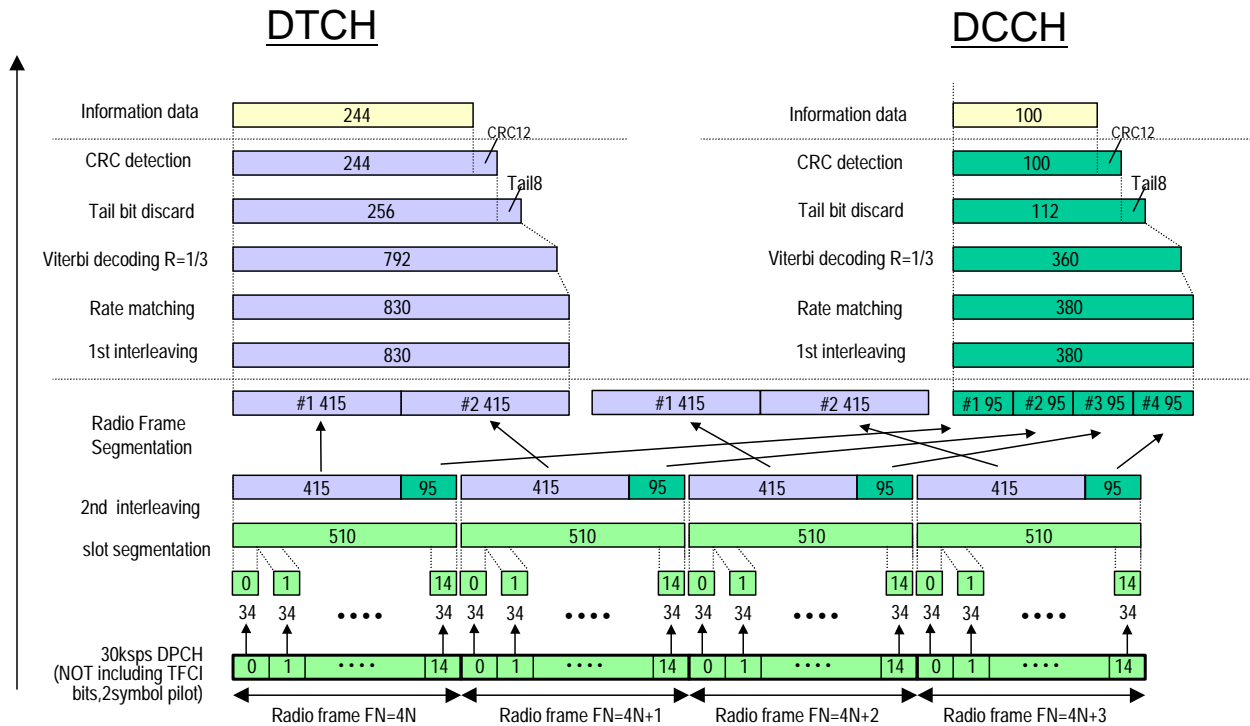 DTCH DCCH
Information data 244 Information data 100
CRC12 CRC12
CRC detection 244 CRC detection 100
Tail8 Tail8
Tail bit discard 256 Tail bit discard 112
Viterbi decoding R=1/3 792 Viterbi decoding R=1/3 360
Rate matching 830 Rate matching 380
1st interleaving 830 1st interleaving 380
#1 415 #2 415 #1 415 #2 415 #1 95 #2 95 #3 95 #4 95
Radio Frame
Segmentation
415 95 415 95 415 95 415 95
2nd interleaving
510 510 510 510
slot segmentation
0 1 14 0 1 14 0 1 14 0 1 14
34 34 •••• 34 34 34 •••• 34 34 34 •••• 34 34 34 •••• 34
30ksps DPCH
(NOT including TFCI
bits,2symbol pilot)
0 1 •••• 14 0 1 •••• 14 0 1 •••• 14 0 1 •••• 14
Radio frame FN=4N Radio frame FN=4N+1 Radio frame FN=4N+2 Radio frame FN=4N+3